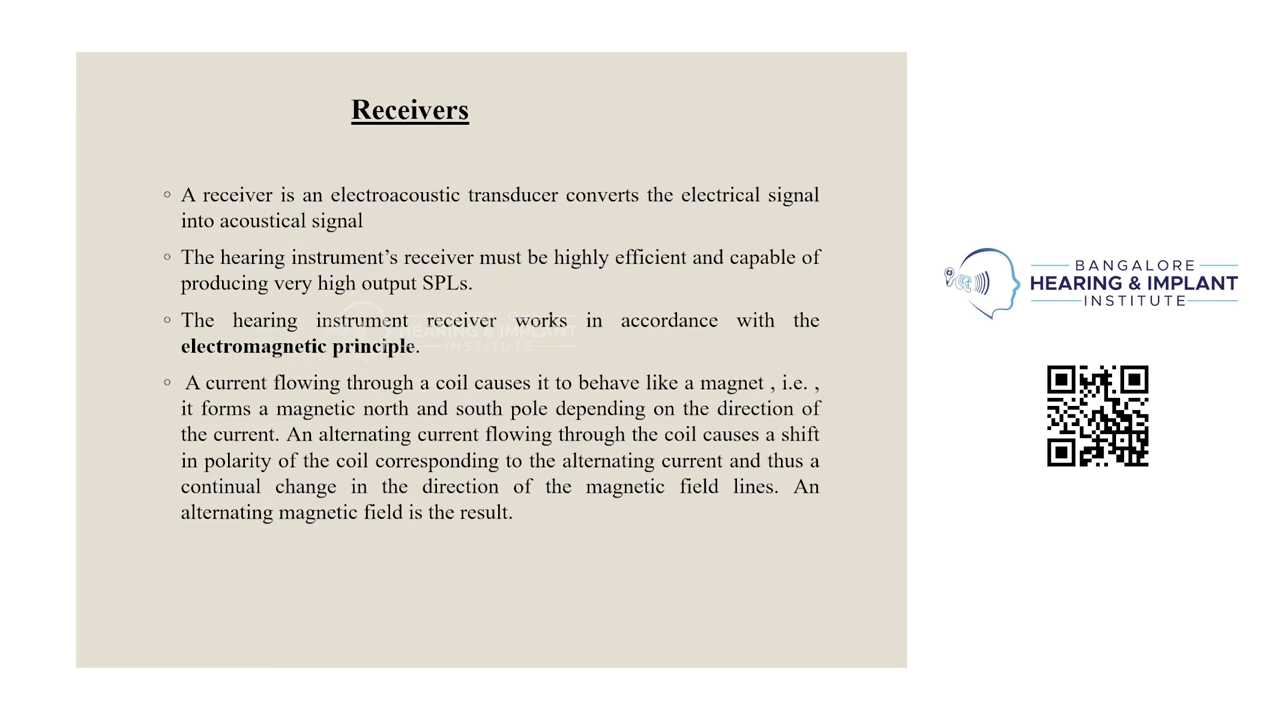 Receivers
◦ A receiver is an electroacoustic transducer converts the electrical signal
into acoustical signal
◦ The hearing instrument’s receiver must be highly efficient and capable of
producing very high output SPLs.
◦ The hearing instrument receiver works in accordance with the
electromagnetic principle.
◦ A current flowing through a coil causes it to behave like a magnet , i.e. ,
it forms a magnetic north and south pole depending on the direction of
the current. An alternating current flowing through the coil causes a shift
in polarity of the coil corresponding to the alternating current and thus a
continual change in the direction of the magnetic field lines. An
alternating magnetic field is the result.
HEARING & IMPLANT
INSTITUTE
BANGALORE
HEARING & IMPLANT
INSTITUTE